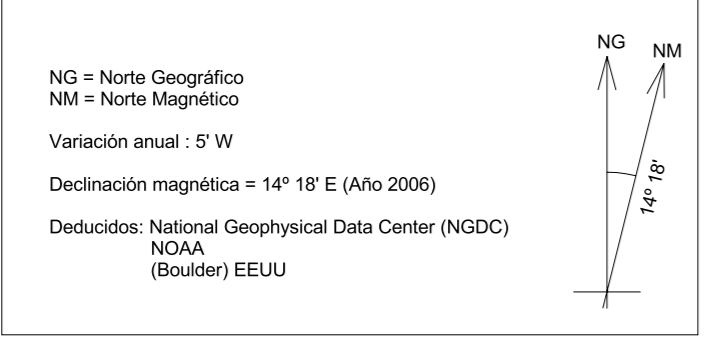 NG = Norte Geográfico
NM = Norte Magnético
Variación anual : 5' W
Declinación magnética = 14º 18' E (Año 2006)
Deducidos: National Geophysical Data Center (NGDC)
NOAA
(Boulder) EEUU
NG
NM
14º 18'